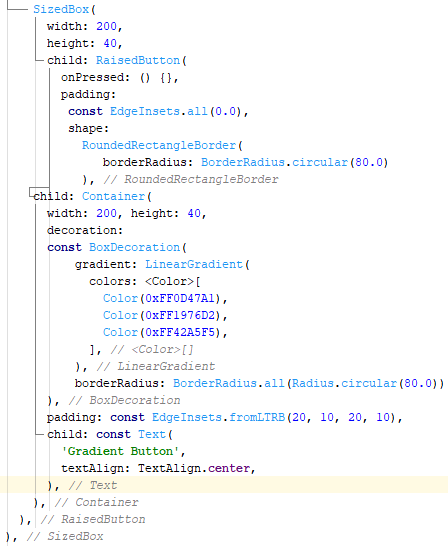 SizedBox(
width: 200,
height: 40,
child: RaisedButton(
onPressed: () {},
padding:
const EdgeInsets.all(0.0),
shape:
RoundedRectangleBorder(
borderRadius: BorderRadius.circular(80.0)
), // RoundedRectangleBorder
child: Container(
width: 200, height: 40,
decoration:
const BoxDecoration(
gradient: LinearGradient(
colors: <Color>[
Color(0xFF0D47A1),
Color(0xFF1976D2),
Color(0xFF42A5F5),
], // <Color>[]
), // LinearGradient
borderRadius: BorderRadius.all(Radius.circular(80.0))
), // BoxDecoration
padding: const EdgeInsets.fromLTRB(20, 10, 20, 10),
child: const Text(
'Gradient Button',
textAlign: TextAlign.center,
), // Text
), // Container
), // RaisedButton
), // SizedBox